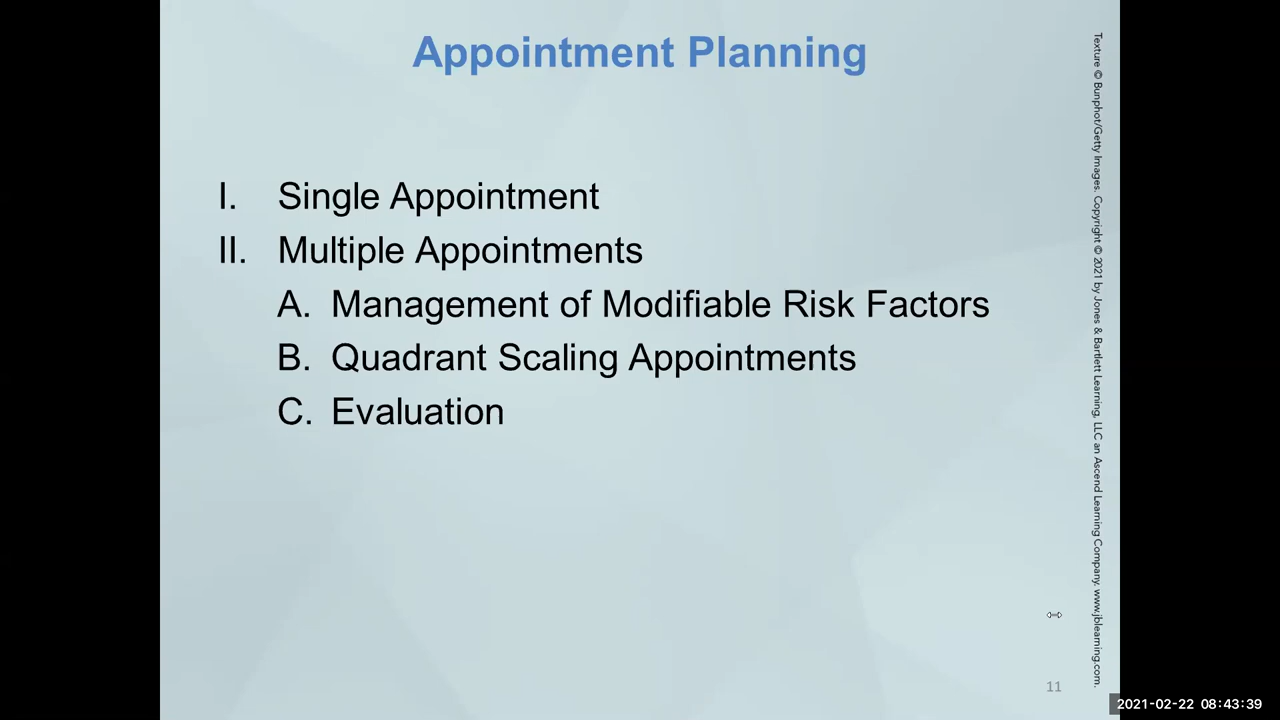 Appointment Planning
I. Single Appointment
II. Multiple Appointments
A. Management of Modifiable Risk Factors
B. Quadrant Scaling Appointments
C. Evaluation
Texture © Bunphot/Getty Images. Copyright © 2021 by Jones & Bartlett Learning, LLC an Ascend Learning Company. www.jblearning.com.
11
2021-02-22 08:43:39